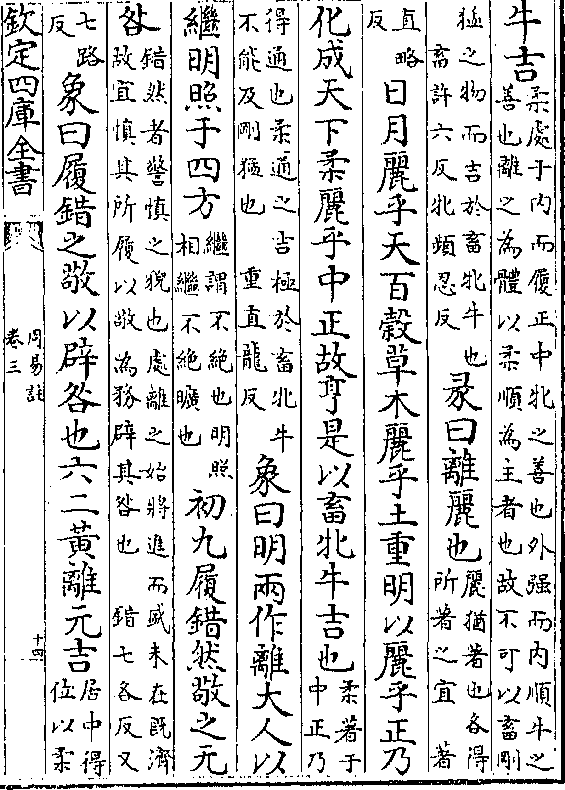 牛吉柔處于内而履正中牝之善也外强而内順牛之善也離之為體以柔順為主者也故不可以畜剛
猛之物而吉於畜牝牛也畜許六反牝頻忍反彖曰離麗也麗猶著也各得所著之宜 著
直略反日月麗乎天百穀草木麗乎土重明以麗乎正乃
化成天下柔麗乎中正故亨是以畜牝牛吉也柔著于中正乃
得通也柔通之吉極於畜牝牛不能及剛猛也 重直龍反象曰明兩作離大人以
繼明照于四方繼謂不絶也明照相繼不絶曠也初九履錯然敬之无
咎錯然者警慎之貌也處離之始將進而盛未在既濟故宜慎其所履以敬為務辟其咎也 錯七各反又
七路反象曰履錯之敬以辟咎也六二黃離元吉居中得位以柔
欽定四庫全書
周易註
卷三
十四